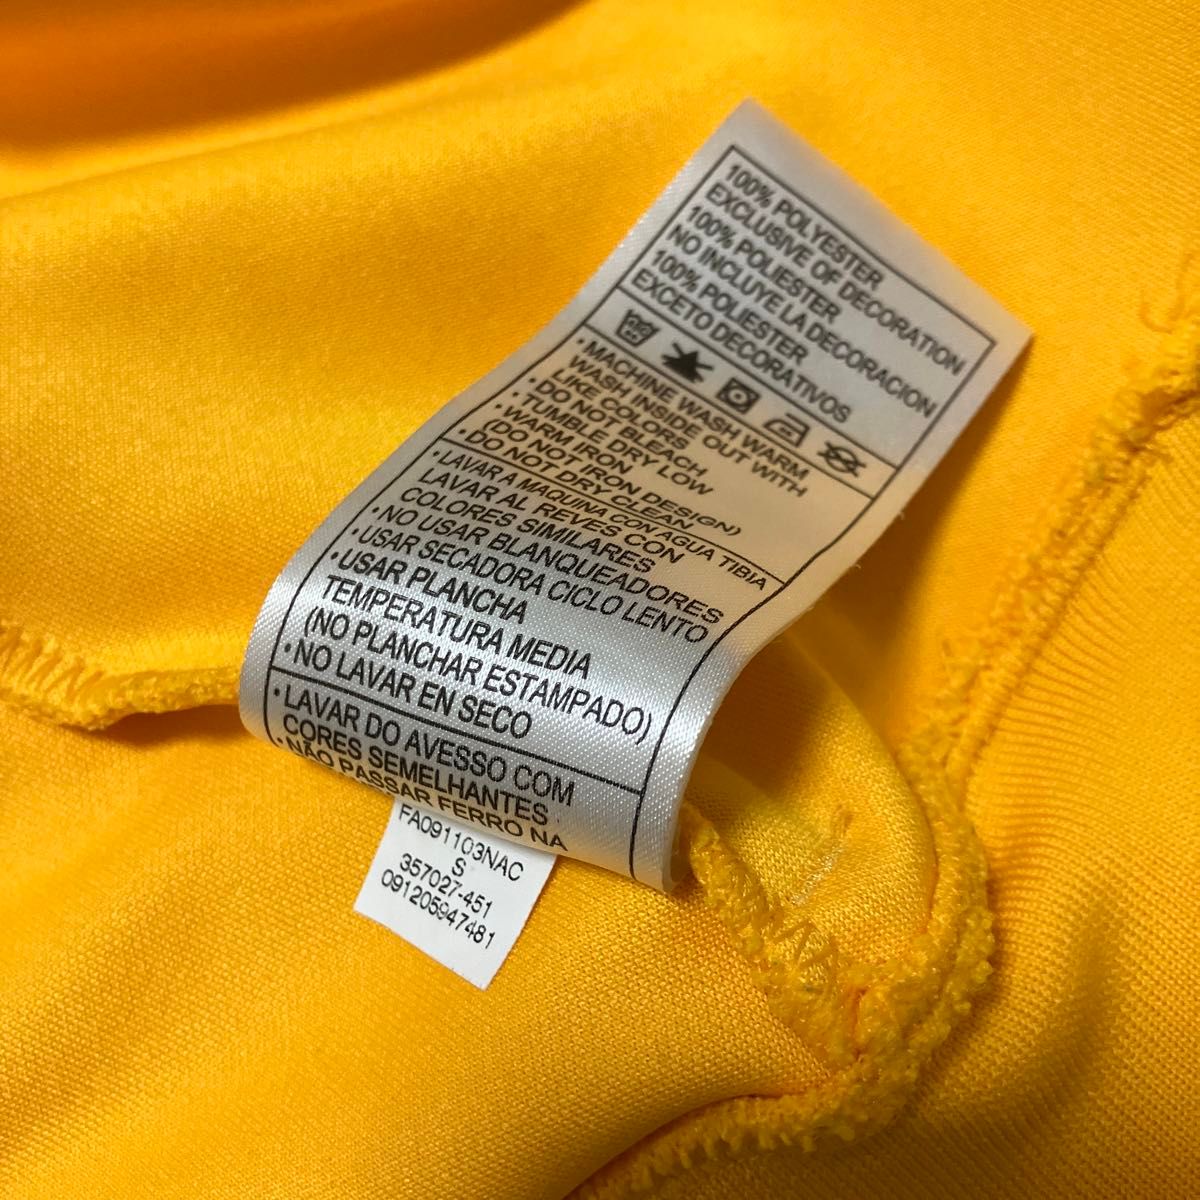 100% POLYESTER
EXCLUSIVE OF DECORATION
100% POLIESTER
NO INCLUYE LA DECORACION
100% POLIESTER
EXCETO DECORATIVOS
•MACHINE WASH WARM
WASH INSIDE OUT WITH
LIKE COLORS
•DO NOT BLEACH
•TUMBLE DRY LOW
•WARM IRON
(DO NOT IRON DESIGN)
•DO NOT DRY CLEAN
•LAVAR A MAQUINA CON AGUA TIBIA
LAVAR AL REVES CON
COLORES SIMILARES
•NO USAR BLANQUEADORES
•USAR SECADORA CICLO LENTO
•USAR PLANCHA
TEMPERATURA MEDIA
(NO PLANCHAR ESTAMPADO)
•NO LAVAR EN SECO
•LAVAR DO AVESSO COM
CORES SEMELHANTES
•NÃO PASSAR FERRO NA
FA091103NAC
S
357027-451
091205947481